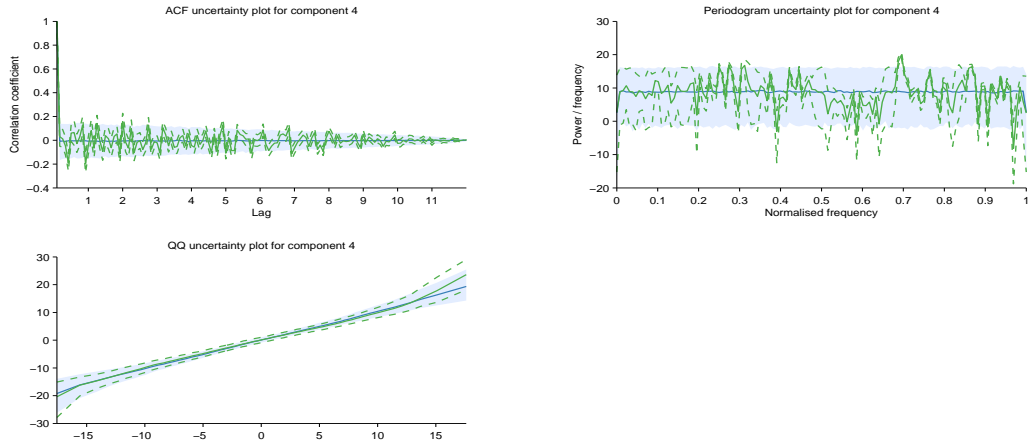 ACF uncertainty plot for component 4
1
0.8
0.6
0.4
0.2
0
−0.2
−0.4
Correlation coefficient
1 2 3 4 5 6 7 8 9 10 11
Lag
Periodogram uncertainty plot for component 4
30
20
10
0
−10
−20
Power / frequency
0 0.1 0.2 0.3 0.4 0.5 0.6 0.7 0.8 0.9 1
Normalised frequency
QQ uncertainty plot for component 4
30
20
10
0
−10
−20
−30
−15 −10 −5 0 5 10 15